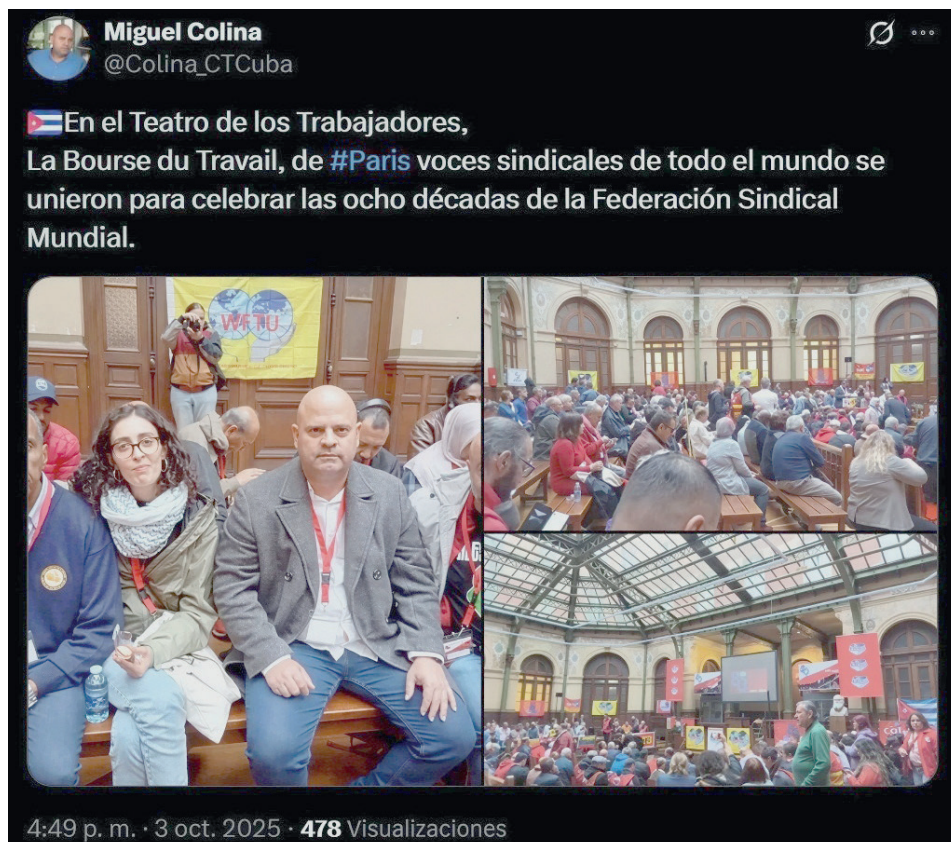 Miguel Colina
@Colina_CTCuba
En el Teatro de los Trabajadores,
La Bourse du Travail, de #Paris voces sindicales de todo el mundo se
unieron para celebrar las ocho décadas de la Federación Sindical
Mundial.
WFTU
4:49 p. m. · 3 oct. 2025 · 478 Visualizaciones